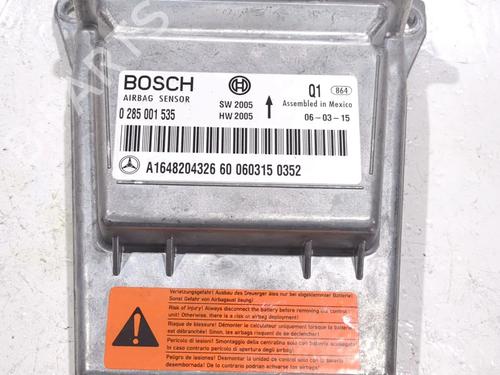 BOSCH
AIRBAG SENSOR
0 285 001 535
SW 2005
HW 2005
Q1 864
Assembled in Mexico
06-03-15
A1648204326 60 060315 0352
Verletzungsgefahr! Ausbau des Steuerger äter nur bei abgeklemmter Batterie!
Sonst Gefahr von Airbagauslösung!
Risk of injury! Always disconnect the battery before removing the control
unit! Otherwise, there is a risk of airbag deployment!
Risque de blessure! Démonter le calculateur uniquement lorsque la batterie
est débranchée! Sinon, les airbags risquent de se déclencher!
Pericolo di lesioni! Smontaggio della centralina solo con la batteria
In caso contrario pericolo di apertura degli airbag!
Peligro de lesiones! Desmontar la unidad de control solo con la batería
desembornada! De lo contrario podrían activarse los airbags!